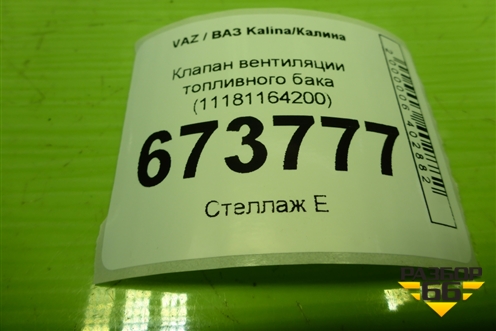 VAZ / ВАЗ Kalina/Калина
Клапан вентиляции
топливного бака
(11181164200)
673777
Стеллаж Е
РАЗБОР
66